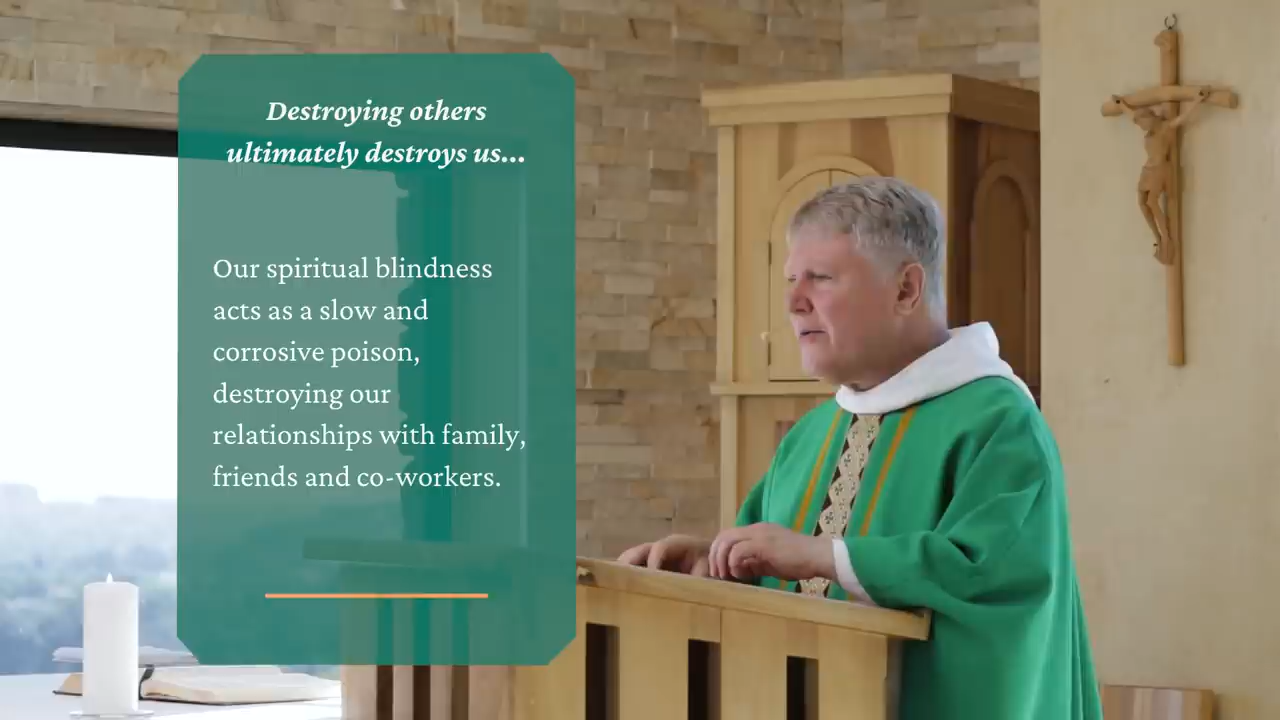 Destroying others
ultimately destroys us...
Our spiritual blindness
acts as a slow and
corrosive poison,
destroying our
relationships with family,
friends and co-workers.